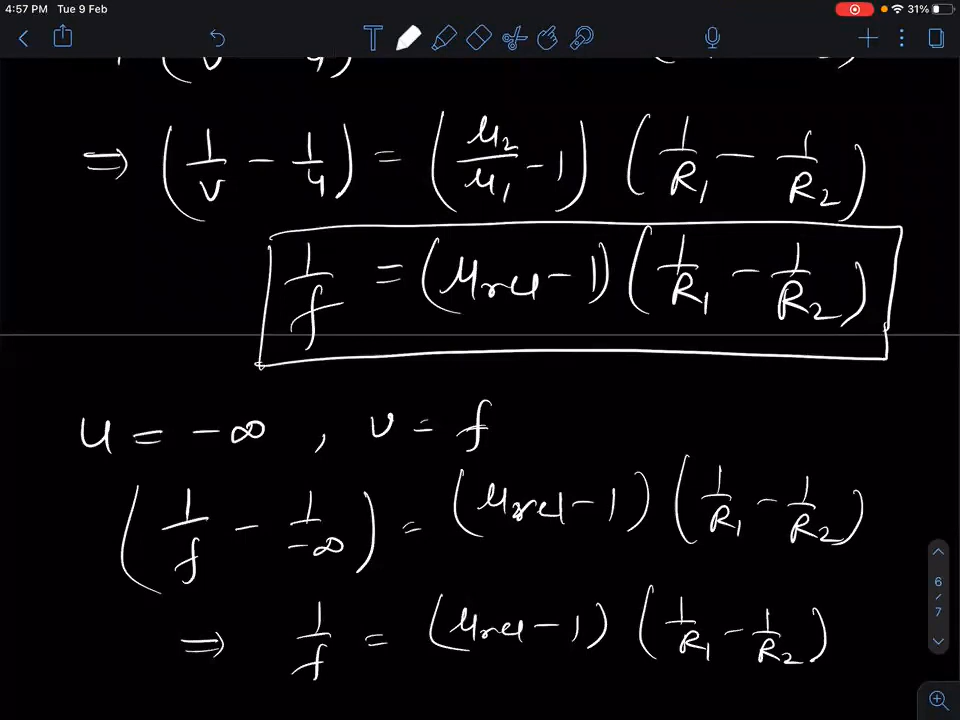 4:57 PM Tue 9 Feb 31%
⇒ (1/v − 1/u) = (μ₂/μ₁ − 1) (1/R₁ − 1/R₂)
1/f = (μrel − 1) (1/R₁ − 1/R₂)
u = −∞ , v = f
(1/f − 1/−∞) = (μrel − 1) (1/R₁ − 1/R₂)
⇒ 1/f = (μrel − 1) (1/R₁ − 1/R₂)
6
/
7